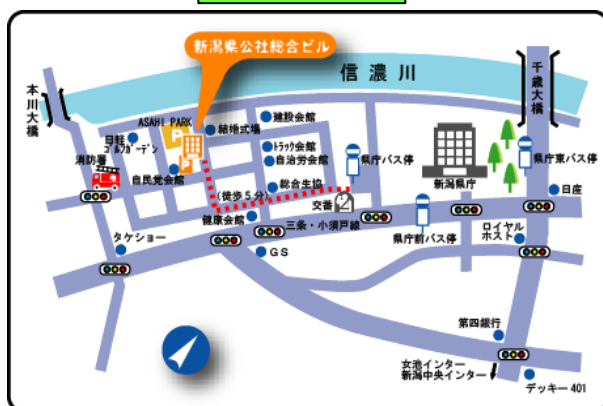 新潟県公社総合ビル
信濃川
本川大橋
千歳大橋
ASAHI PARK
P
建設会館
結婚式場
日軽
ゴルフガーデン
トラック会館
自治労会館
消防署
自民党会館
PT
総合生協
県庁バス停
新潟県庁
県庁東バス停
日産
(徒歩5分)
交番
健康会館
三条・小須戸線
県庁前バス停
ロイヤル
ホスト
タケショー
GS
第四銀行
女池インター
新潟中央インター
デッキー401